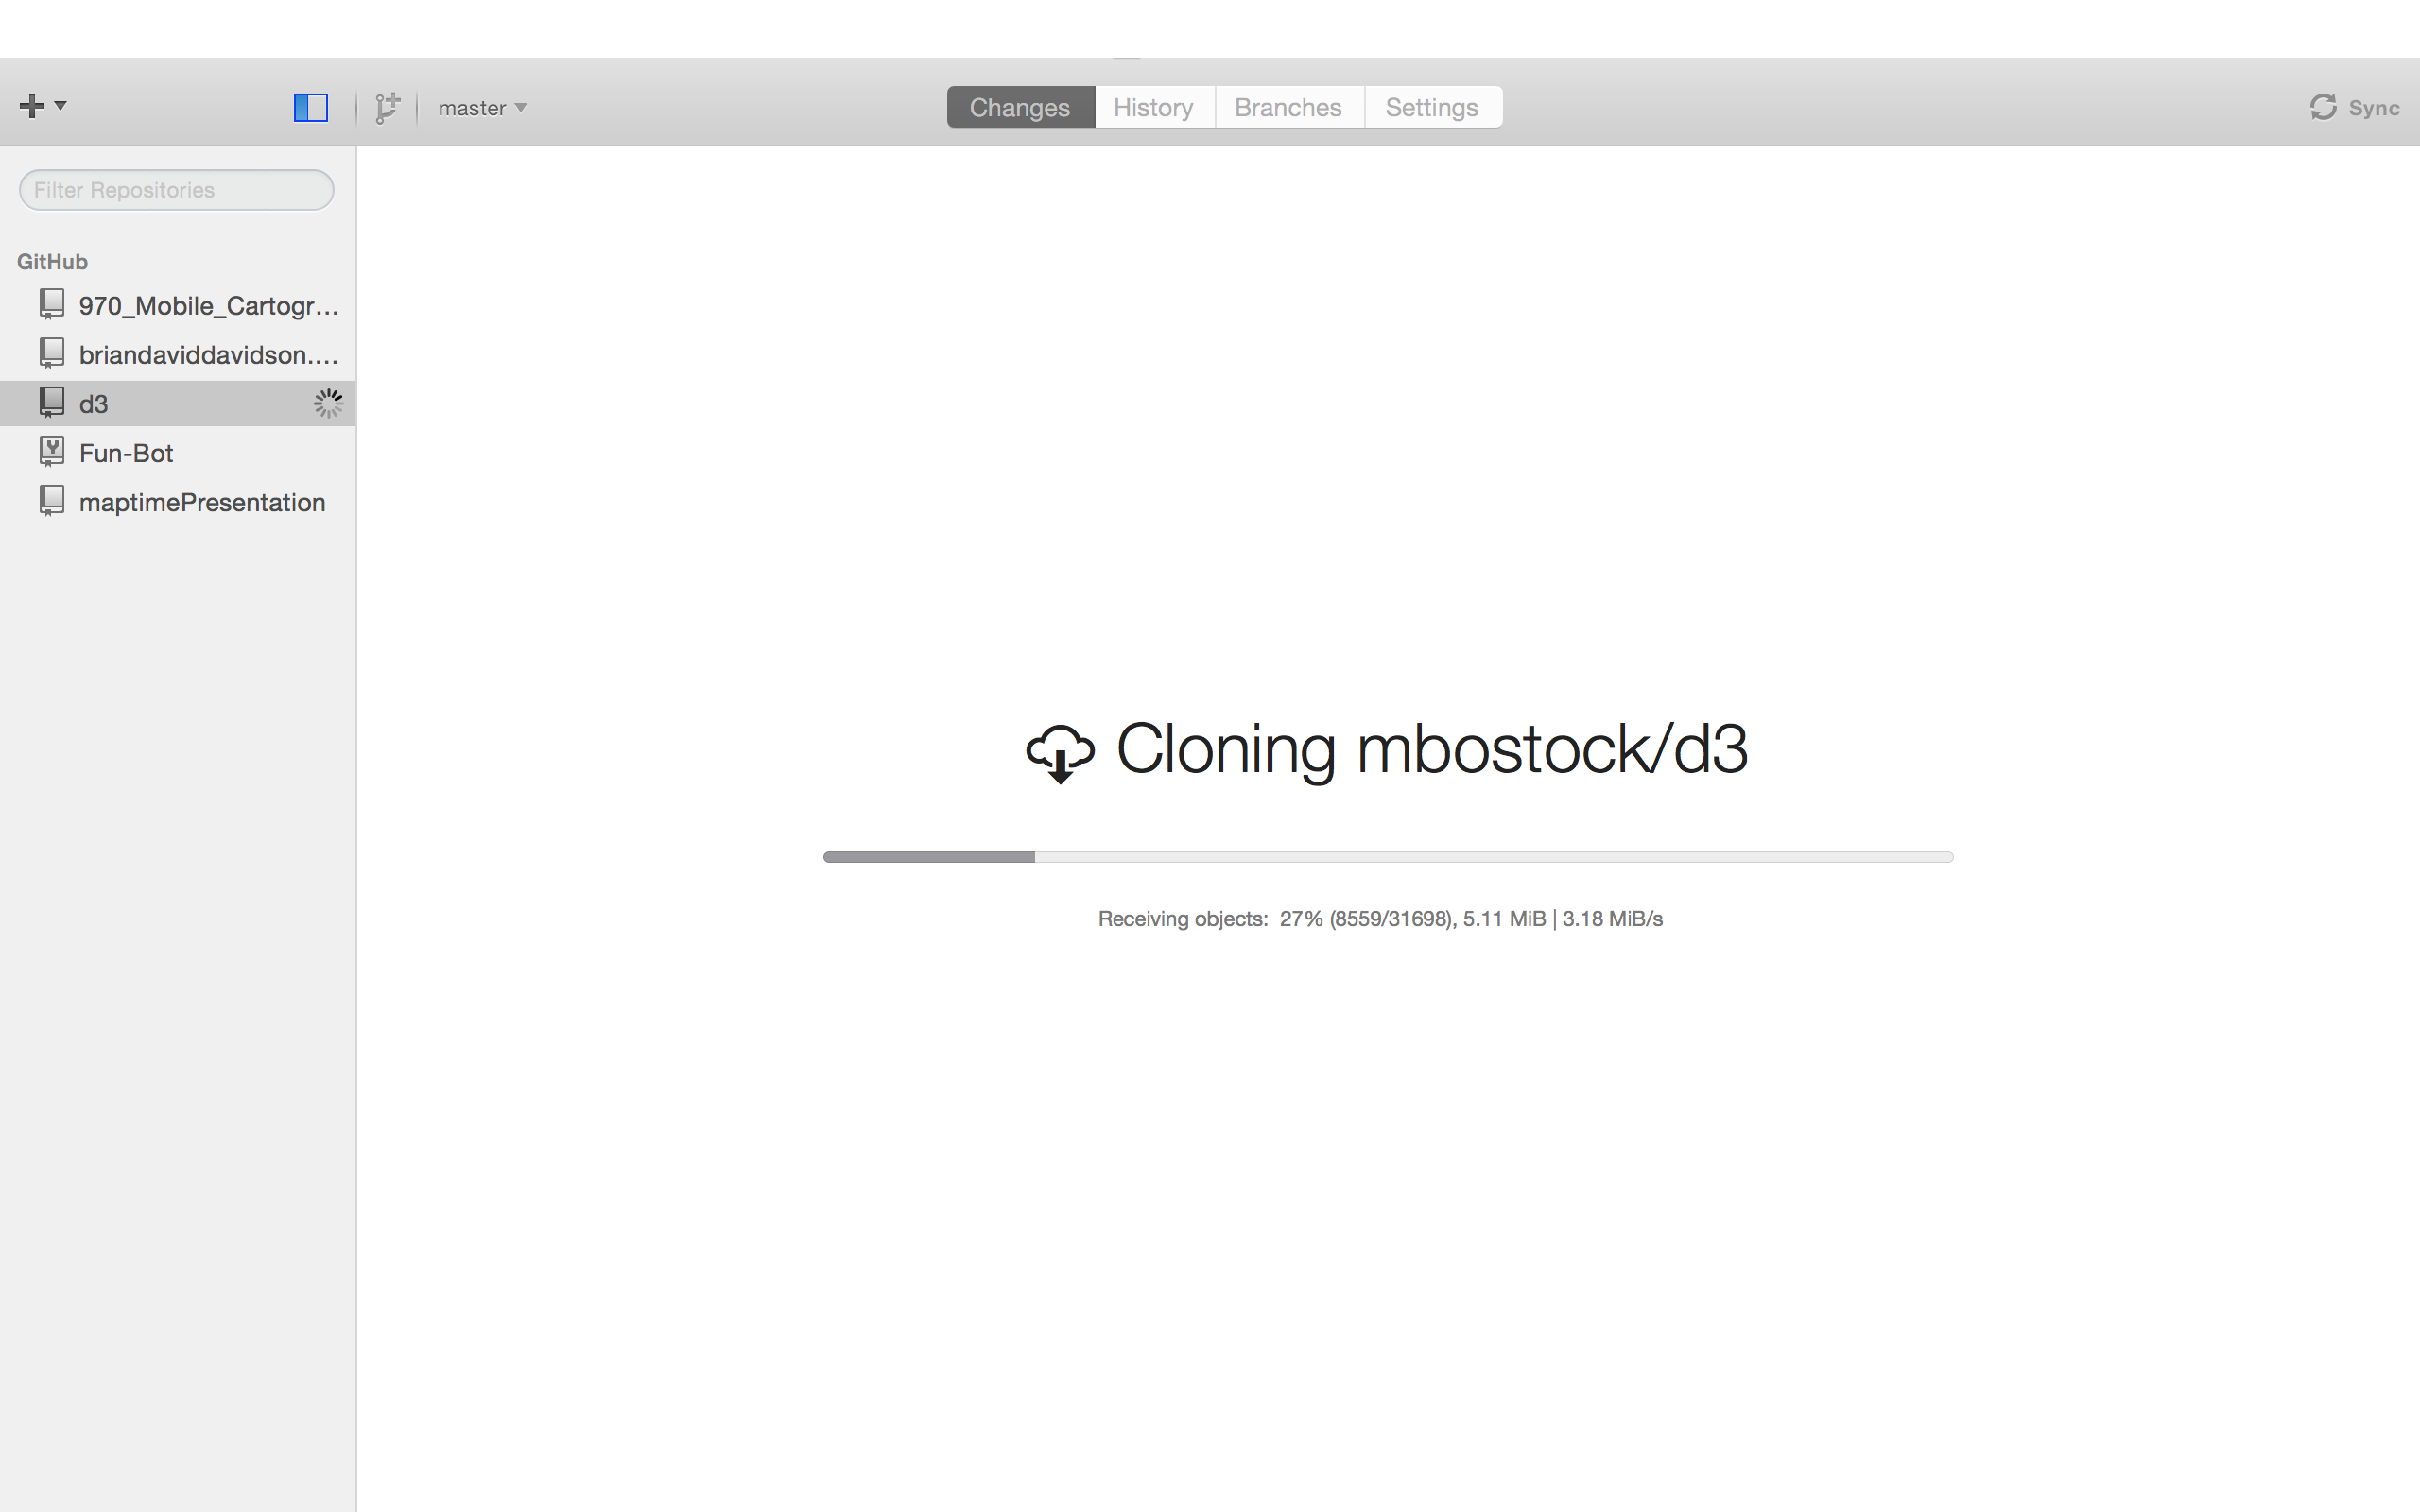 master
Changes History Branches Settings
Sync
Filter Repositories
GitHub
970_Mobile_Cartogr...
briandaviddavidson....
d3
Fun-Bot
maptimePresentation
Cloning mbostock/d3
Receiving objects: 27% (8559/31698), 5.11 MiB | 3.18 MiB/s